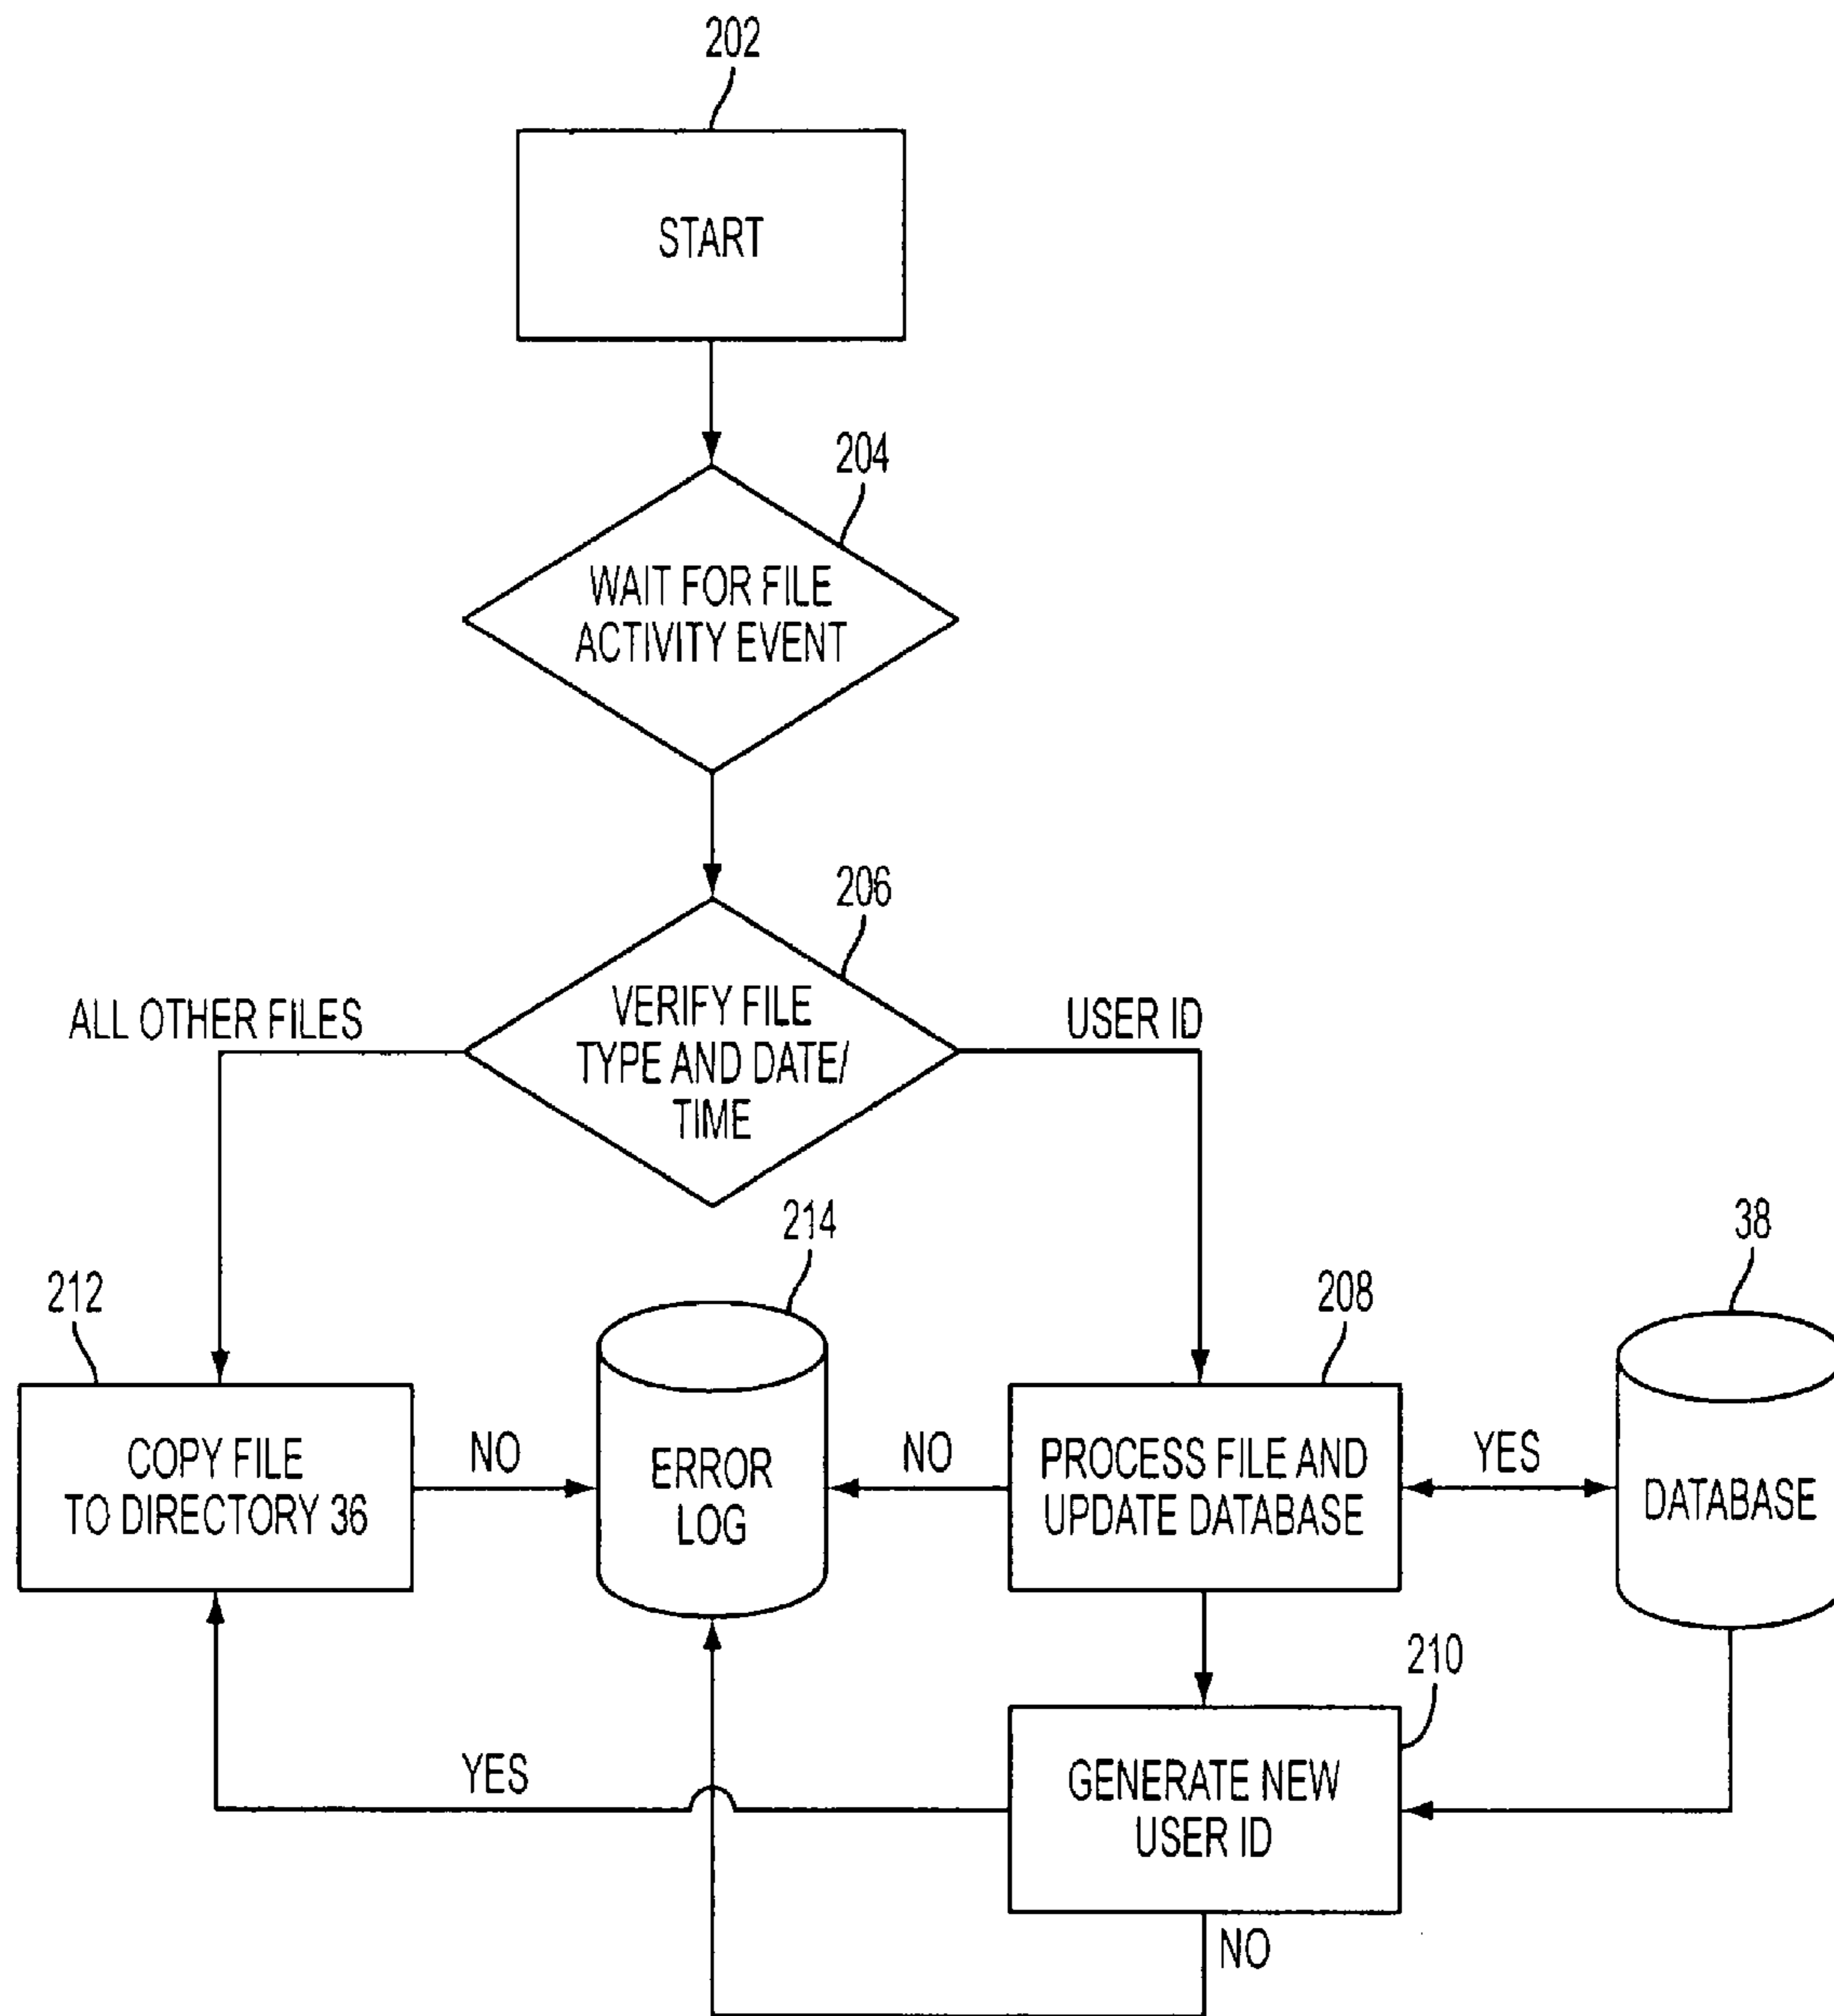 202
START
204
WAIT FOR FILE
ACTIVITY EVENT
206
VERIFY FILE
TYPE AND DATE/
TIME
ALL OTHER FILES
USER ID
214
38
212
208
COPY FILE
TO DIRECTORY 36
NO
ERROR
LOG
NO
PROCESS FILE AND
UPDATE DATABASE
YES
DATABASE
210
YES
GENERATE NEW
USER ID
NO